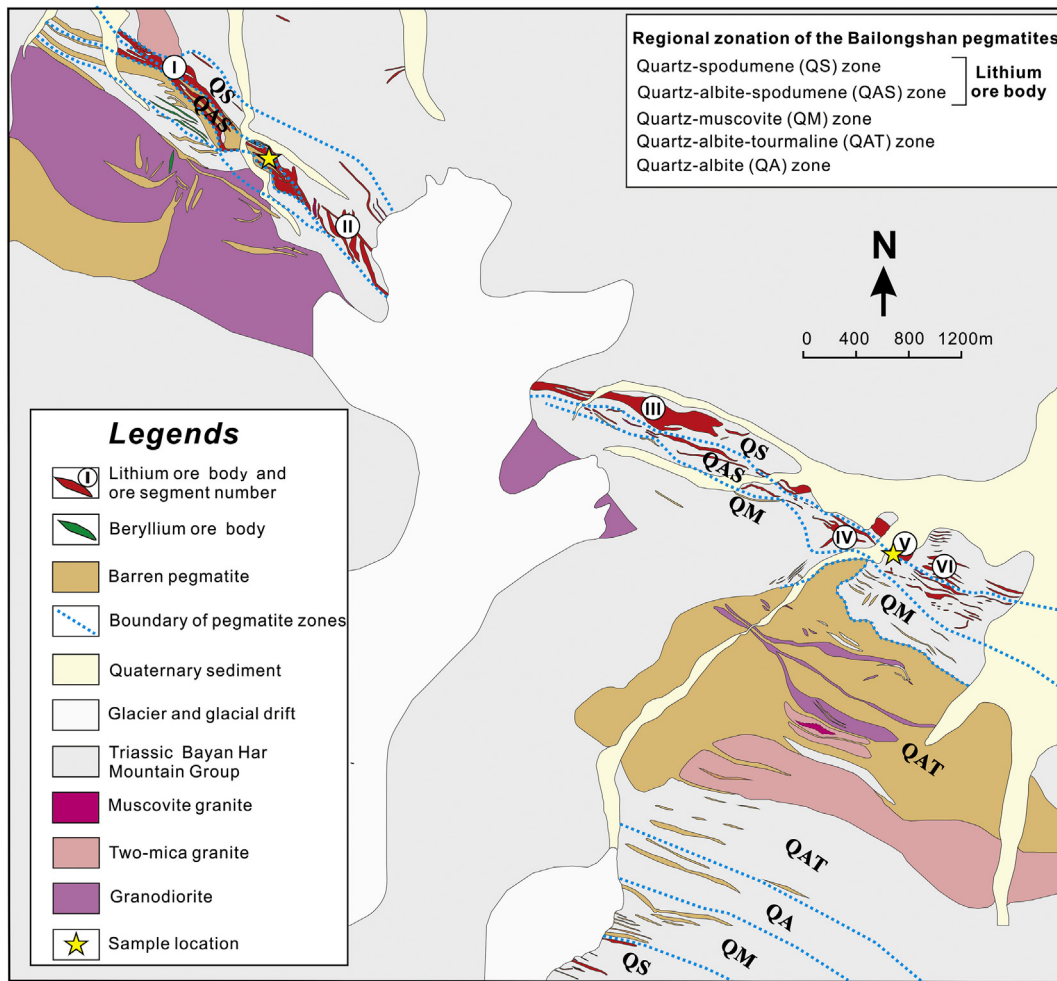 Regional zonation of the Bailongshan pegmatites
Quartz-spodumene (QS) zone
Quartz-albite-spodumene (QAS) zone
Lithium
ore body
Quartz-muscovite (QM) zone
Quartz-albite-tourmaline (QAT) zone
Quartz-albite (QA) zone
I
QS
QAS
II
N
0 400 800 1200m
III
QS
QAS
QM
IV
V
VI
QM
QAT
QAT
QA
QM
QS
Legends
I
Lithium ore body and
ore segment number
Beryllium ore body
Barren pegmatite
Boundary of pegmatite zones
Quaternary sediment
Glacier and glacial drift
Triassic Bayan Har
Mountain Group
Muscovite granite
Two-mica granite
Granodiorite
Sample location